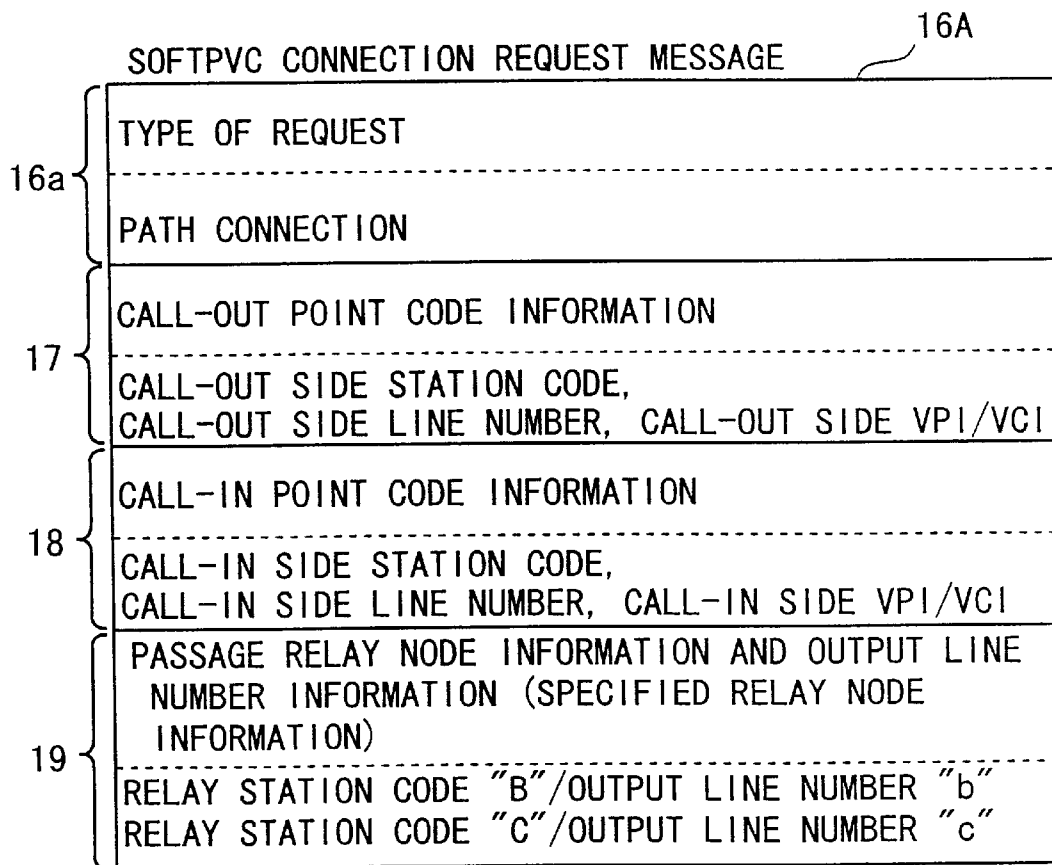 16A
SOFTPVC CONNECTION REQUEST MESSAGE
16a
TYPE OF REQUEST
PATH CONNECTION
17
CALL-OUT POINT CODE INFORMATION
CALL-OUT SIDE STATION CODE,
CALL-OUT SIDE LINE NUMBER, CALL-OUT SIDE VPI/VCI
18
CALL-IN POINT CODE INFORMATION
CALL-IN SIDE STATION CODE,
CALL-IN SIDE LINE NUMBER, CALL-IN SIDE VPI/VCI
19
PASSAGE RELAY NODE INFORMATION AND OUTPUT LINE
NUMBER INFORMATION (SPECIFIED RELAY NODE
INFORMATION)
RELAY STATION CODE "B"/OUTPUT LINE NUMBER "b"
RELAY STATION CODE "C"/OUTPUT LINE NUMBER "c"